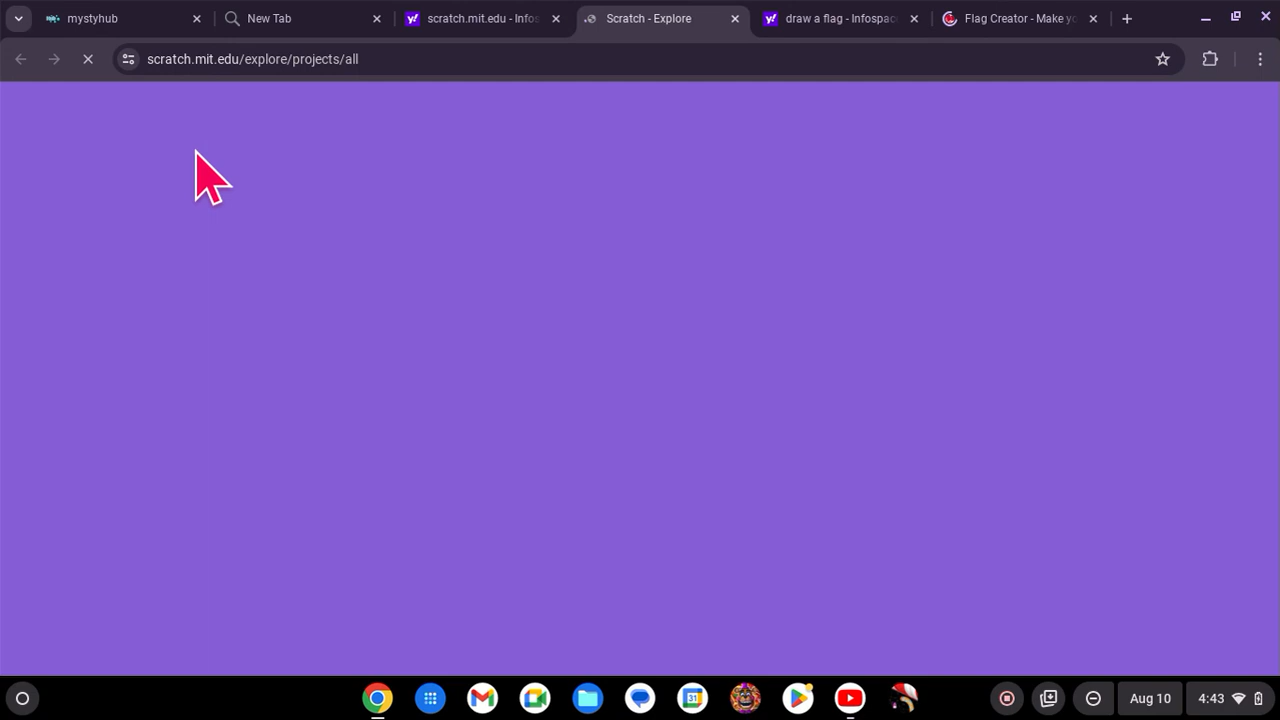 mystyhub
New Tab
scratch.mit.edu - Infos
Scratch - Explore
draw a flag - Infospac
Flag Creator - Make yo
scratch.mit.edu/explore/projects/all
31
Aug 10
4:43